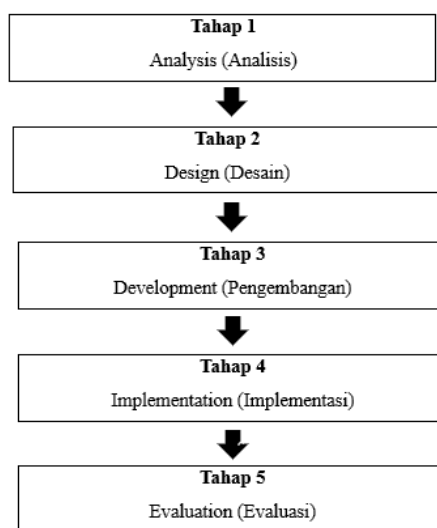 Tahap 1
Analysis (Analisis)
Tahap 2
Design (Desain)
Tahap 3
Development (Pengembangan)
Tahap 4
Implementation (Implementasi)
Tahap 5
Evaluation (Evaluasi)